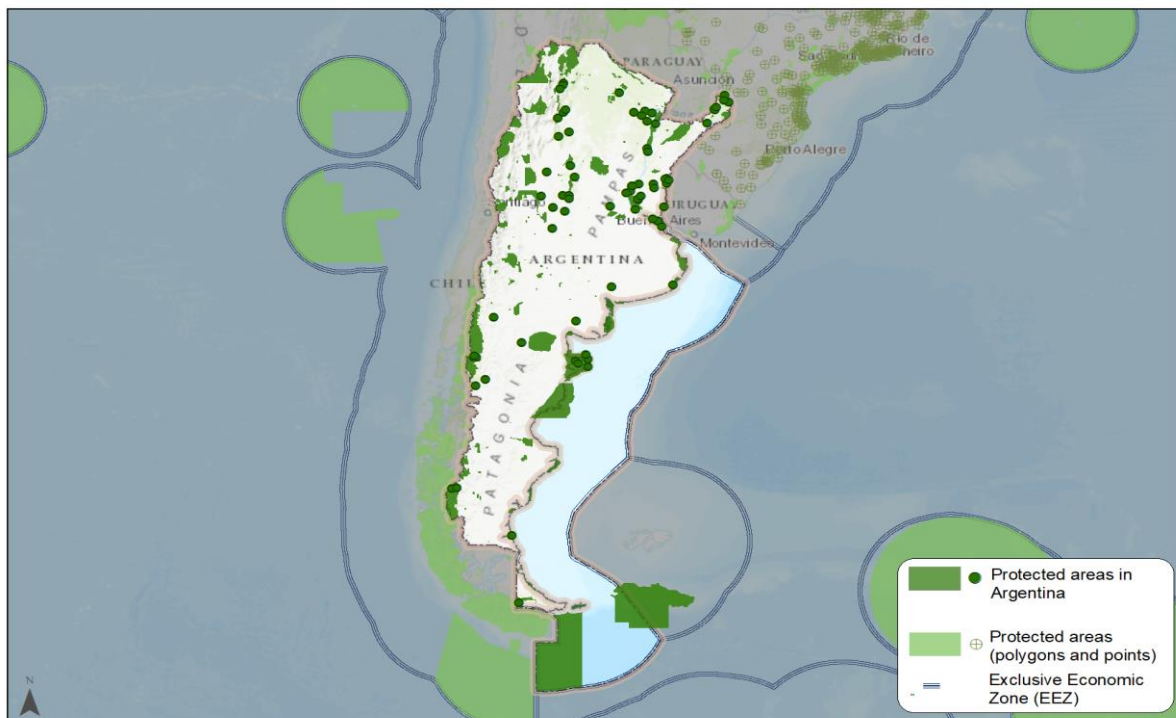 PARAGUAY
Asunción
Rio de
Porto Alegre
PAMPAS
Santiago
URUGUAY
Buenos Aires
Montevideo
ARGENTINA
CHILE
PATAGONIA
N
Protected areas in
Argentina
Protected areas
(polygons and points)
Exclusive Economic
Zone (EEZ)